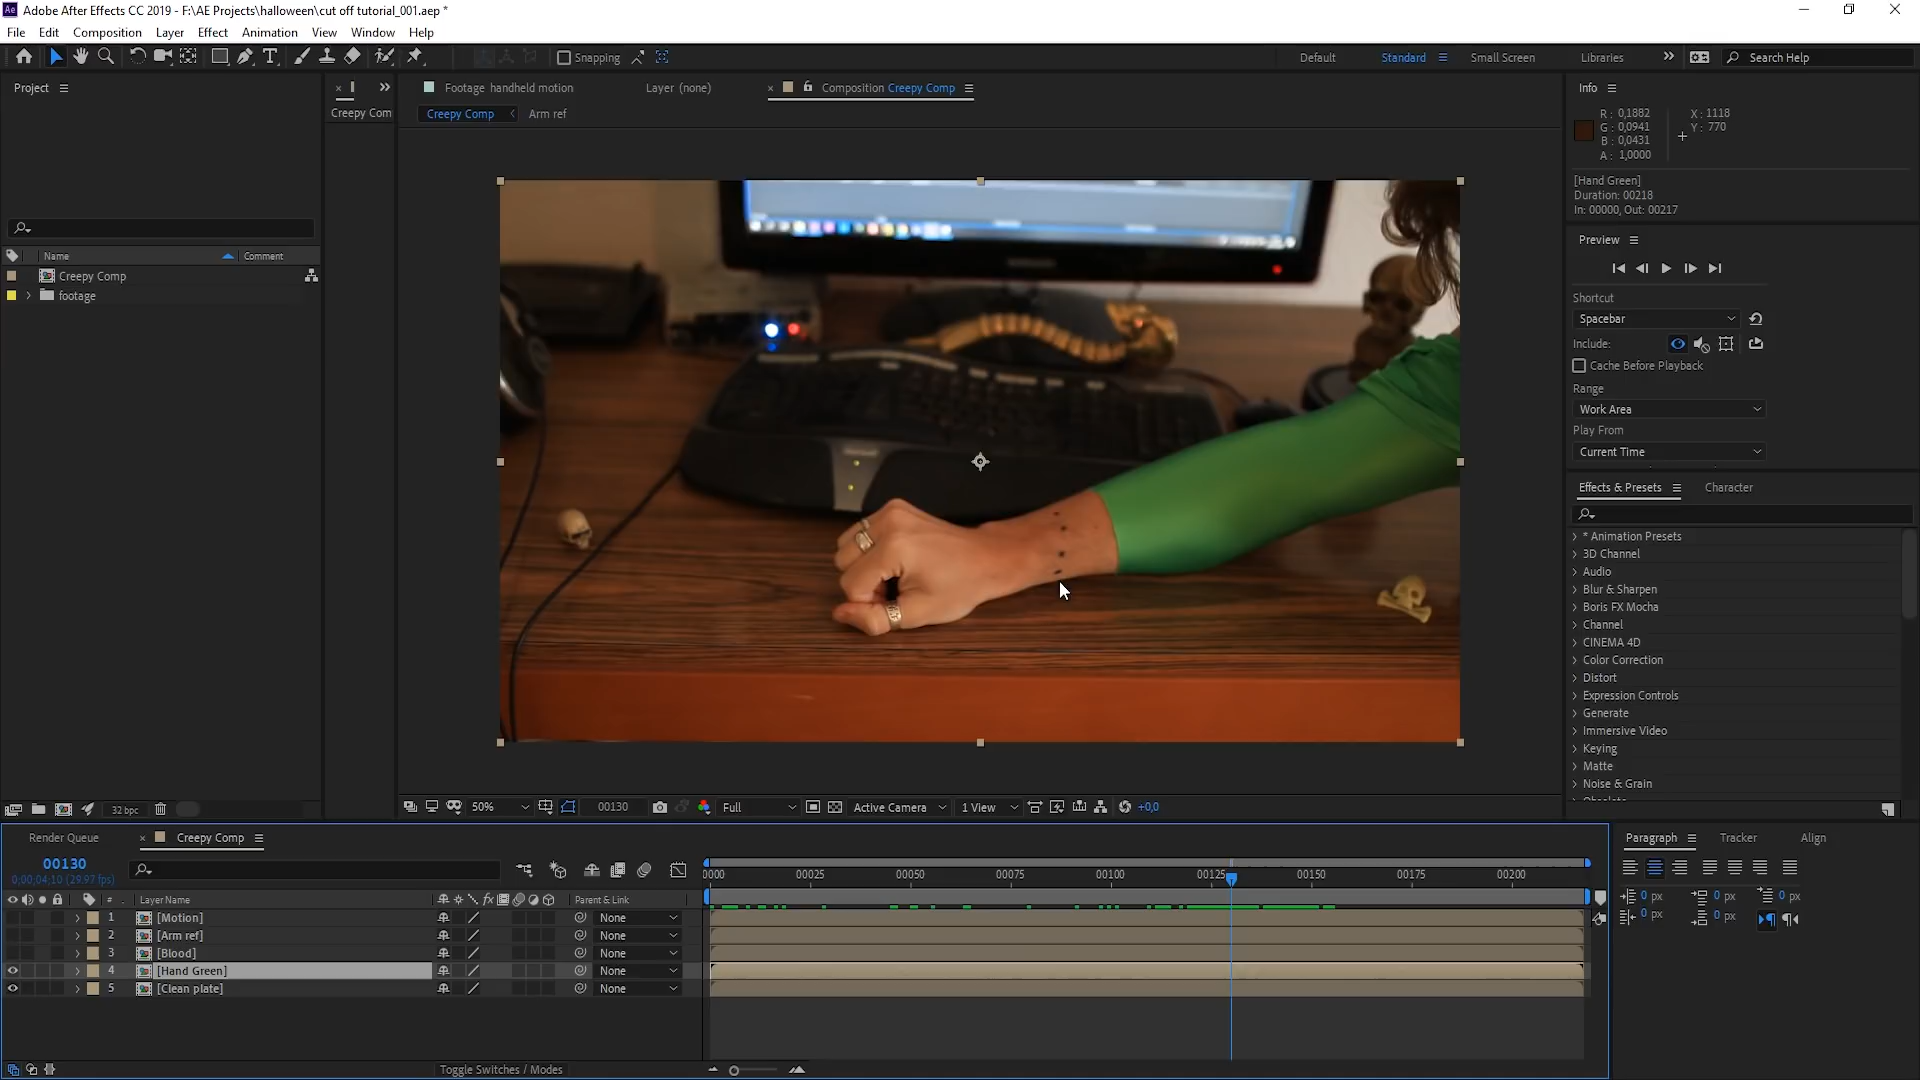 Adobe After Effects CC 2019 - F:\AE Projects\halloween\cut off tutorial_001.aep *
File Edit Composition Layer Effect Animation View Window Help
Snapping
Default Standard Small Screen Libraries Search Help
Project
Creepy Com
Footage handheld motion
Layer (none)
Composition Creepy Comp
Creepy Comp Arm ref
Name Comment
Creepy Comp
footage
32 bpc
50% 00130 Full Active Camera 1 View +0,0
Info
R : 0,1882
G : 0,0941
B : 0,0431
A : 1,0000
X : 1118
Y : 770
[Hand Green]
Duration: 00218
In: 00000, Out: 00217
Preview
Shortcut
Spacebar
Include:
Cache Before Playback
Range
Work Area
Play From
Current Time
Effects & Presets Character
* Animation Presets
3D Channel
Audio
Blur & Sharpen
Boris FX Mocha
Channel
CINEMA 4D
Color Correction
Distort
Expression Controls
Generate
Immersive Video
Keying
Matte
Noise & Grain
Render Queue Creepy Comp
00130
0;00;04;10 (29.97 fps)
# Layer Name Parent & Link
1 [Motion] None
2 [Arm ref] None
3 [Blood] None
4 [Hand Green] None
5 [Clean plate] None
0000 00025 00050 00075 00100 00125 00150 00175 00200
Toggle Switches / Modes
Paragraph Tracker Align
0 px 0 px 0 px
0 px 0 px